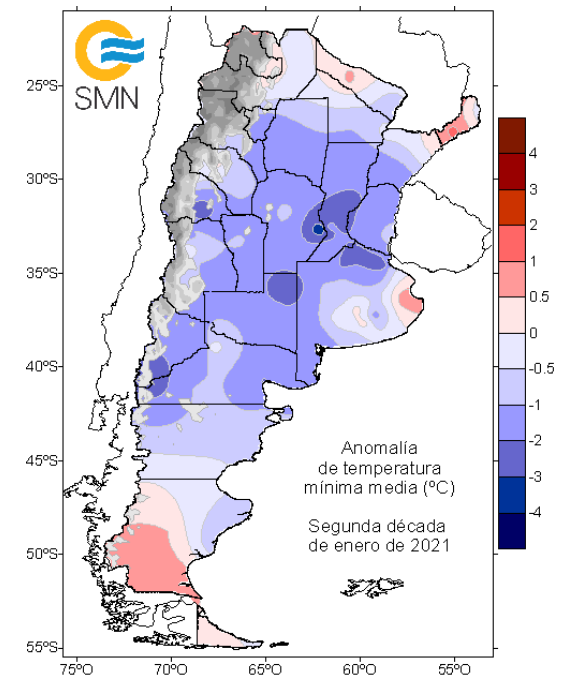 SMN
25ºS
30ºS
35ºS
40ºS
45ºS
50ºS
55ºS
75ºO
70ºO
65ºO
60ºO
55ºO
4
3
2
1
0.5
0
-0.5
-1
-2
-3
-4
Anomalía
de temperatura
mínima media (ºC)
Segunda década
de enero de 2021